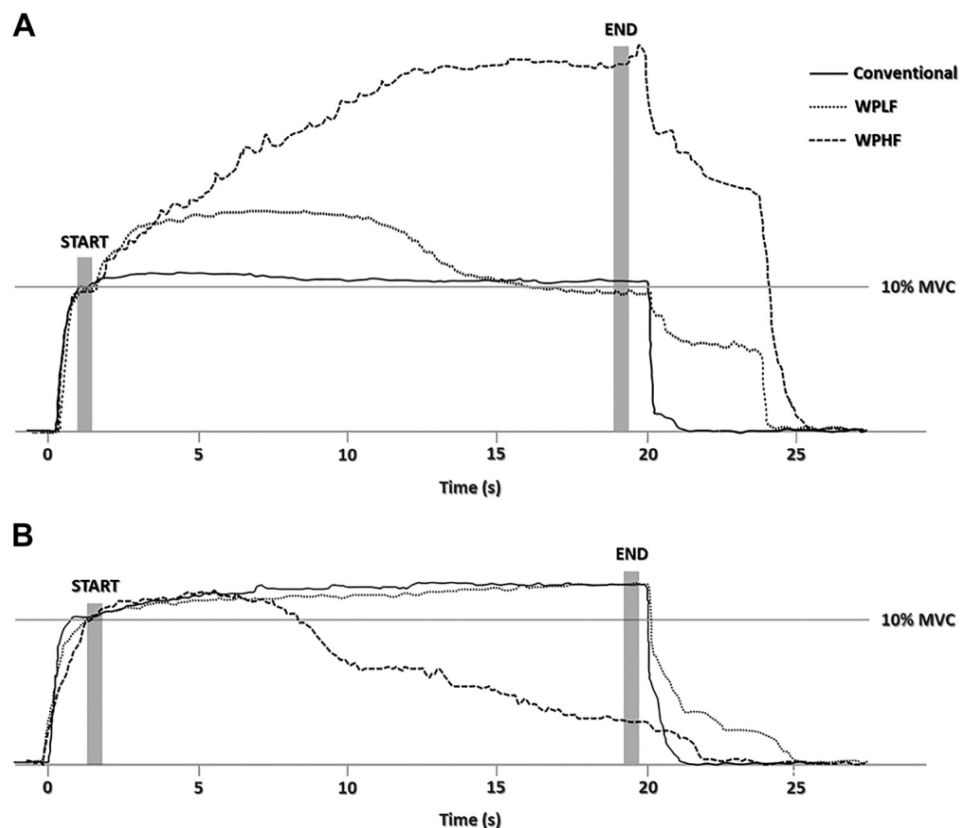 A
END
Conventional
WPLF
WPHF
START
10% MVC
0 5 10 15 20 25
Time (s)
B
END
START
10% MVC
0 5 10 15 20 25
Time (s)